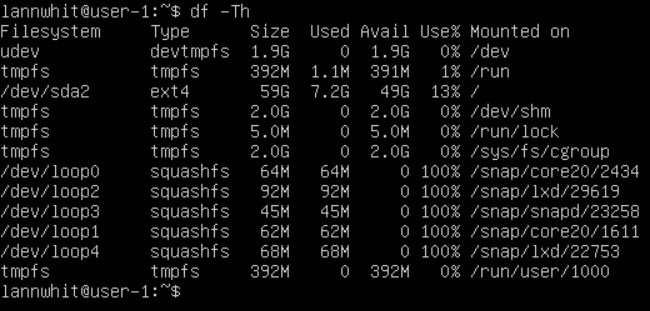 lannwhit@user-1:~$ df -Th
Filesystem     Type      Size  Used Avail Use% Mounted on
udev           devtmpfs  1.9G     0  1.9G   0% /dev
tmpfs          tmpfs     392M  1.1M  391M   1% /run
/dev/sda2      ext4       59G  7.2G   49G  13% /
tmpfs          tmpfs     2.0G     0  2.0G   0% /dev/shm
tmpfs          tmpfs     5.0M     0  5.0M   0% /run/lock
tmpfs          tmpfs     2.0G     0  2.0G   0% /sys/fs/cgroup
/dev/loop0     squashfs   64M   64M     0 100% /snap/core20/2434
/dev/loop2     squashfs   92M   92M     0 100% /snap/lxd/29619
/dev/loop3     squashfs   45M   45M     0 100% /snap/snapd/23258
/dev/loop1     squashfs   62M   62M     0 100% /snap/core20/1611
/dev/loop4     squashfs   68M   68M     0 100% /snap/lxd/22753
tmpfs          tmpfs     392M     0  392M   0% /run/user/1000
lannwhit@user-1:~$